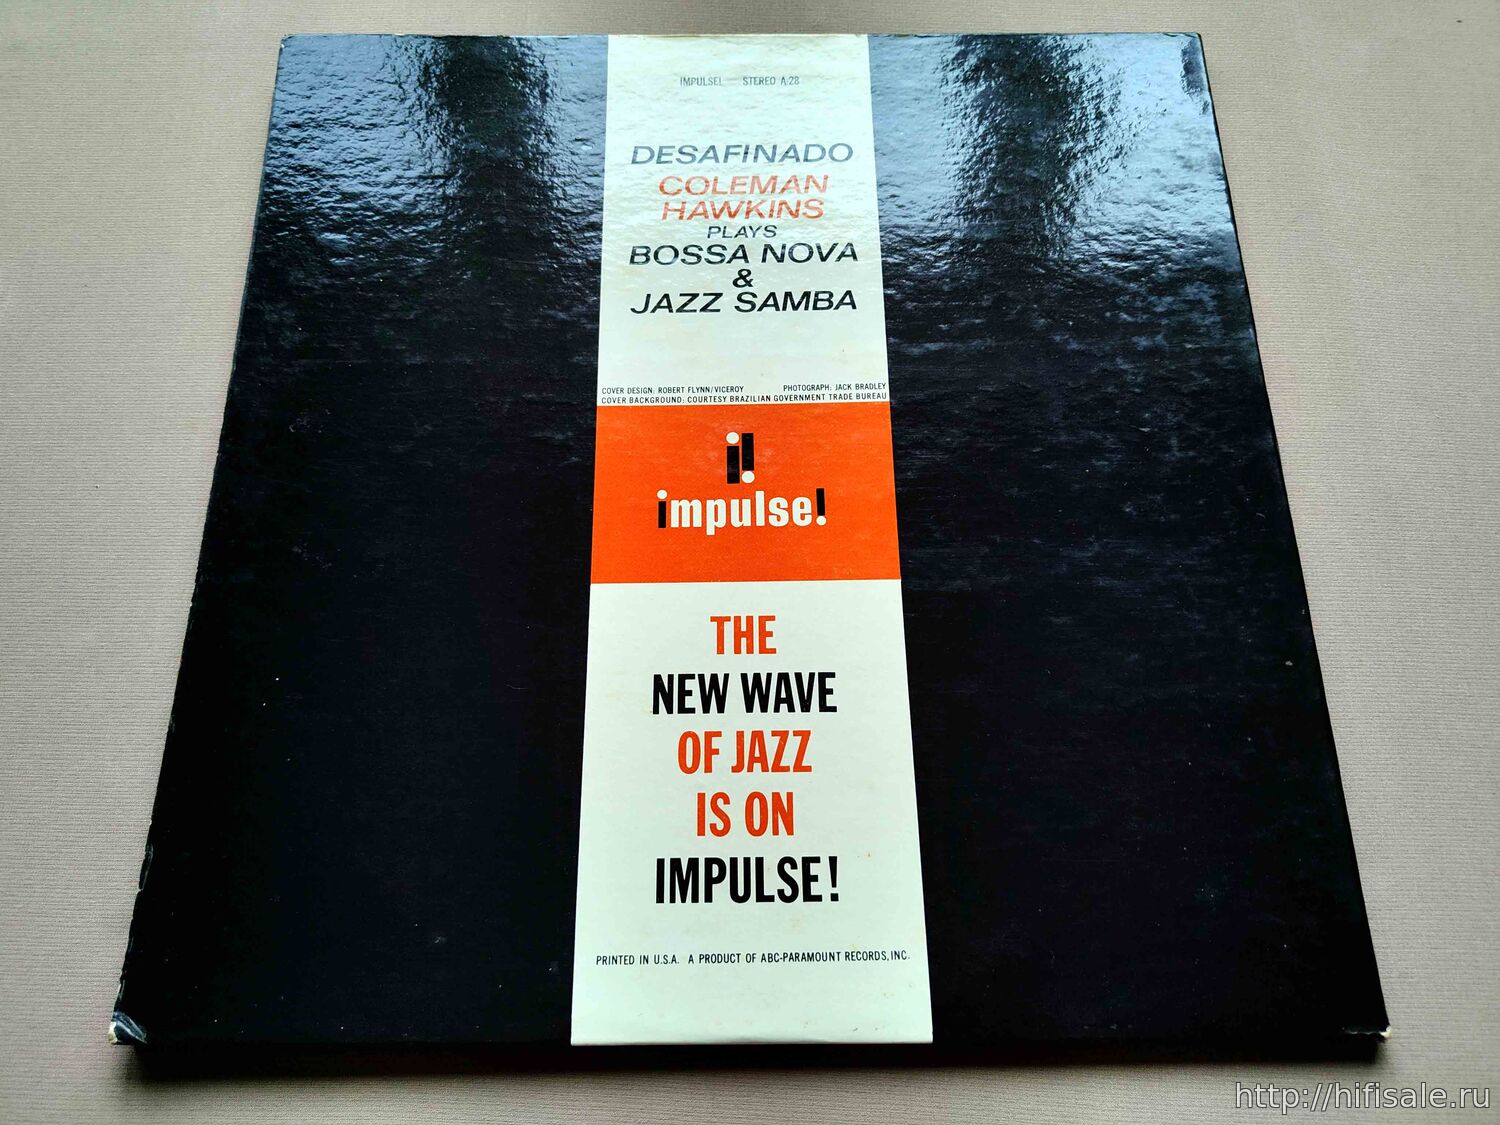 IMPULSE! — STEREO A-28
DESAFINADO
COLEMAN
HAWKINS
PLAYS
BOSSA NOVA
&
JAZZ SAMBA
COVER DESIGN: ROBERT FLYNN/VICEROY PHOTOGRAPH: JACK BRADLEY
COVER BACKGROUND: COURTESY BRAZILIAN GOVERNMENT TRADE BUREAU
i!
impulse!
THE
NEW WAVE
OF JAZZ
IS ON
IMPULSE!
PRINTED IN U.S.A. A PRODUCT OF ABC-PARAMOUNT RECORDS, INC.
http://hifisale.ru